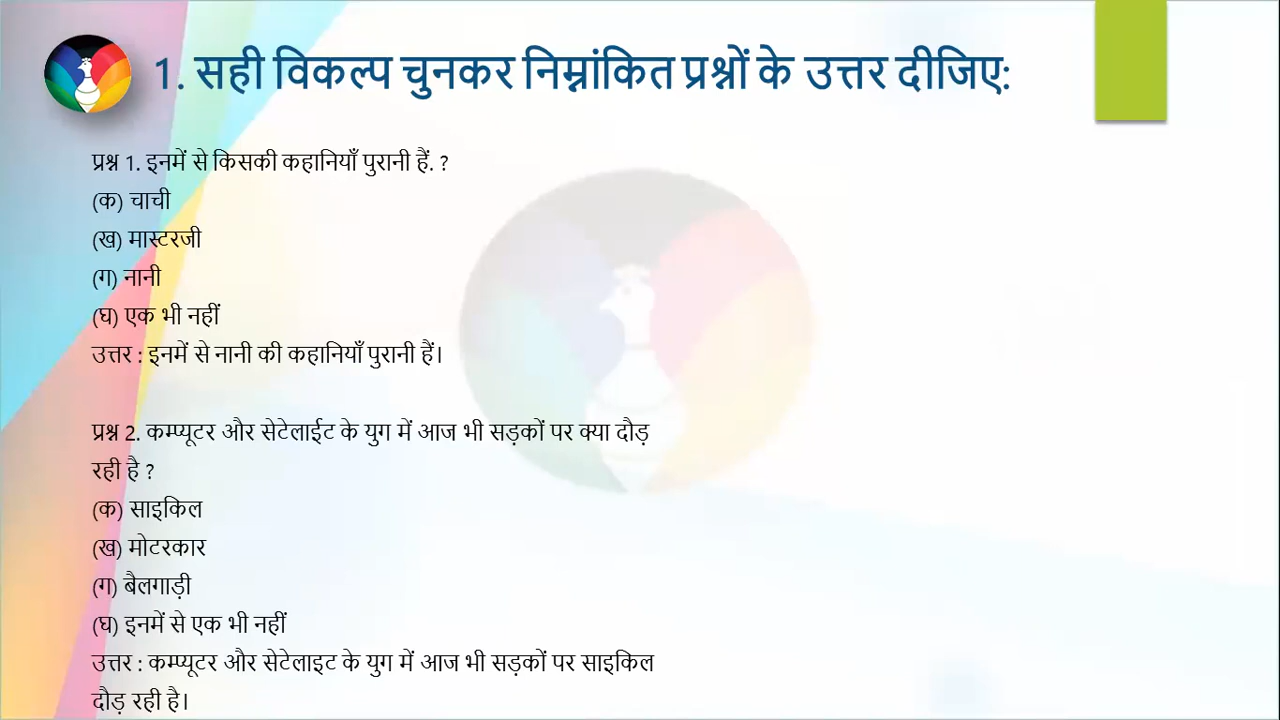 1. सही विकल्प चुनकर निम्नांकित प्रश्नों के उत्तर दीजिए:
प्रश्न 1. इनमें से किसकी कहानियाँ पुरानी हैं. ?
(क) चाची
(ख) मास्टरजी
(ग) नानी
(घ) एक भी नहीं
उत्तर : इनमें से नानी की कहानियाँ पुरानी हैं।
प्रश्न 2. कम्प्यूटर और सेटेलाईट के युग में आज भी सड़कों पर क्या दौड़
रही है ?
(क) साइकिल
(ख) मोटरकार
(ग) बैलगाड़ी
(घ) इनमें से एक भी नहीं
उत्तर : कम्प्यूटर और सेटेलाइट के युग में आज भी सड़कों पर साइकिल
दौड़ रही है।